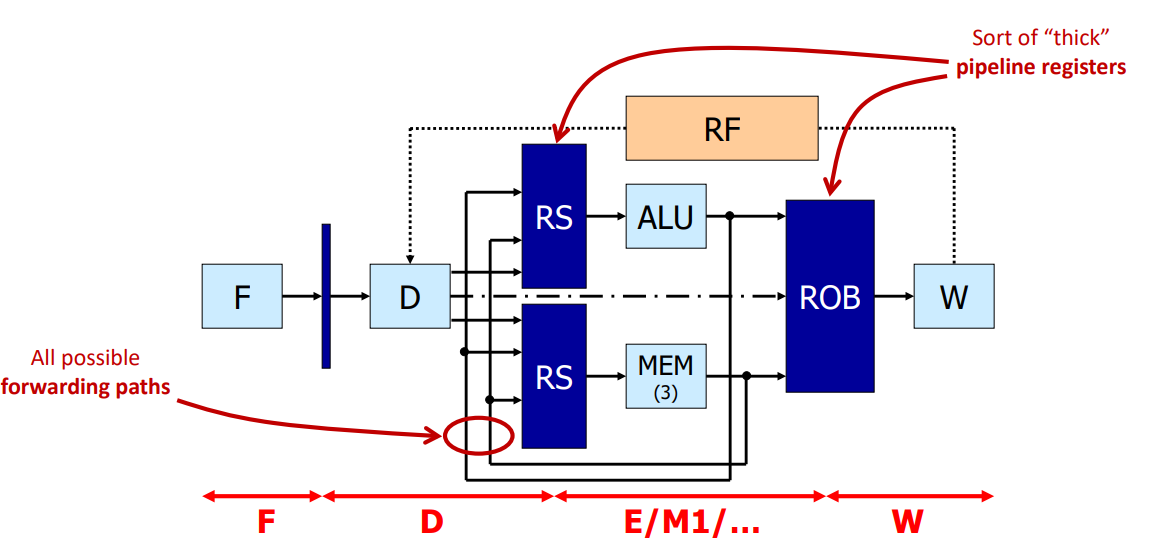 Sort of “thick”
pipeline registers
RF
RS
ALU
F
D
ROB
W
All possible
forwarding paths
RS
MEM
(3)
F
D
E/M1/...
W